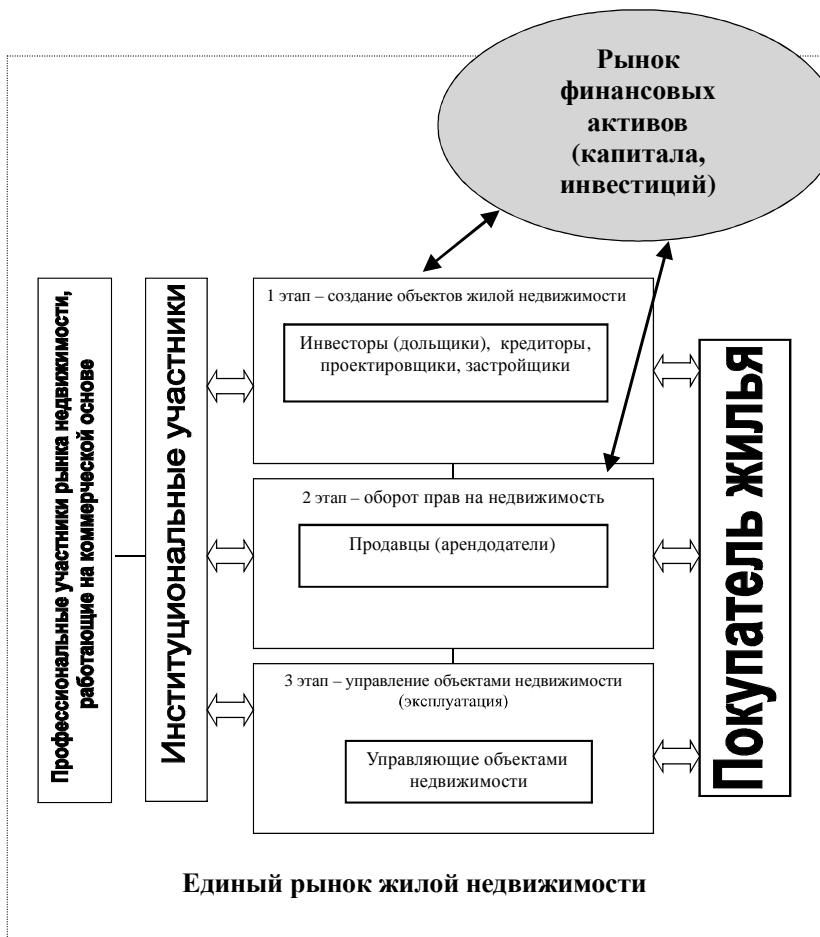 Рынок
финансовых
активов
(капитала,
инвестиций)
Профессиональные участники рынка недвижимости,
работающие на коммерческой основе
Институциональные участники
1 этап – создание объектов жилой недвижимости
Инвесторы (дольщики), кредиторы,
проектировщики, застройщики
2 этап – оборот прав на недвижимость
Продавцы (арендодатели)
3 этап – управление объектами недвижимости
(эксплуатация)
Управляющие объектами
недвижимости
Покупатель жилья
Единый рынок жилой недвижимости